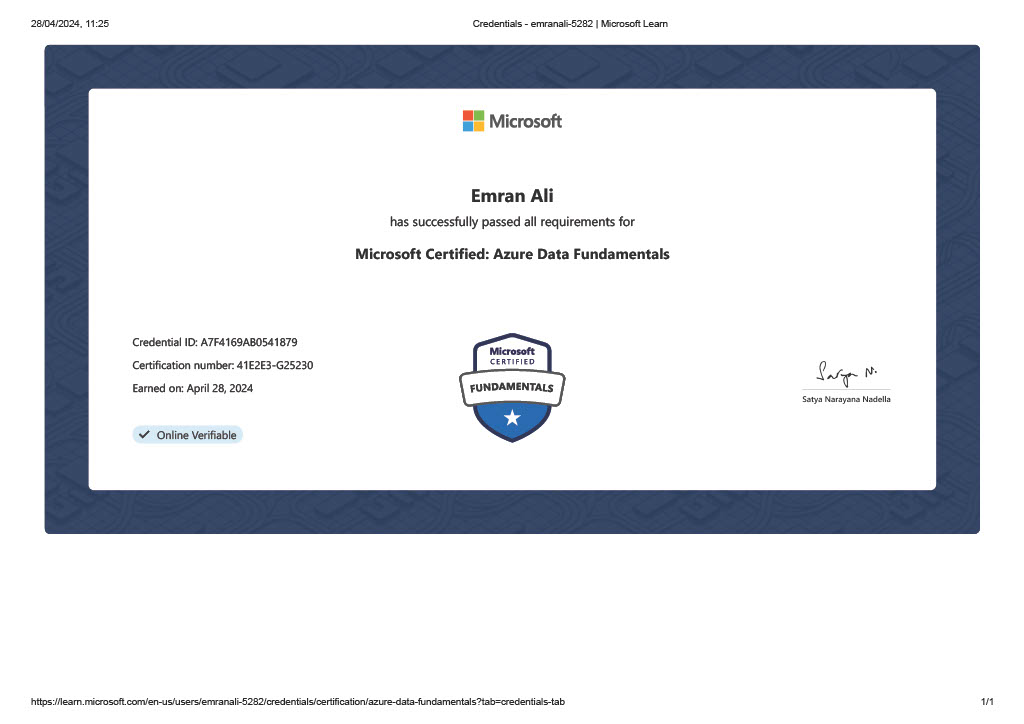 28/04/2024, 11:25
Credentials - emranali-5282 | Microsoft Learn
Microsoft
Emran Ali
has successfully passed all requirements for
Microsoft Certified: Azure Data Fundamentals
Credential ID: A7F4169AB0541879
Certification number: 41E2E3-G25230
Earned on: April 28, 2024
Online Verifiable
Microsoft
CERTIFIED
FUNDAMENTALS
Satya N.
Satya Narayana Nadella
https://learn.microsoft.com/en-us/users/emranali-5282/credentials/certification/azure-data-fundamentals?tab=credentials-tab
1/1